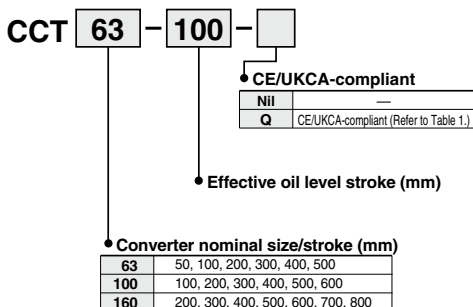 CCT 63 – 100 –
CE/UKCA-compliant
Nil —
Q CE/UKCA-compliant (Refer to Table 1.)
Effective oil level stroke (mm)
Converter nominal size/stroke (mm)
63 50, 100, 200, 300, 400, 500
100 100, 200, 300, 400, 500, 600
160 200, 300, 400, 500, 600, 700, 800